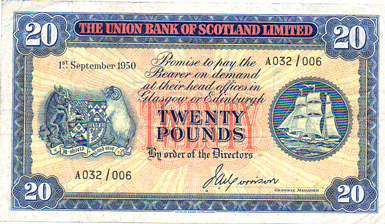 20 THE UNION BANK OF SCOTLAND LIMITED 20
1st September 1950
Promise to pay the
Bearer on demand
at their head offices in
Glasgow or Edinburgh
A032/006
TWENTY
POUNDS
By order of the Directors
A032/006
GENERAL MANAGER
20 20